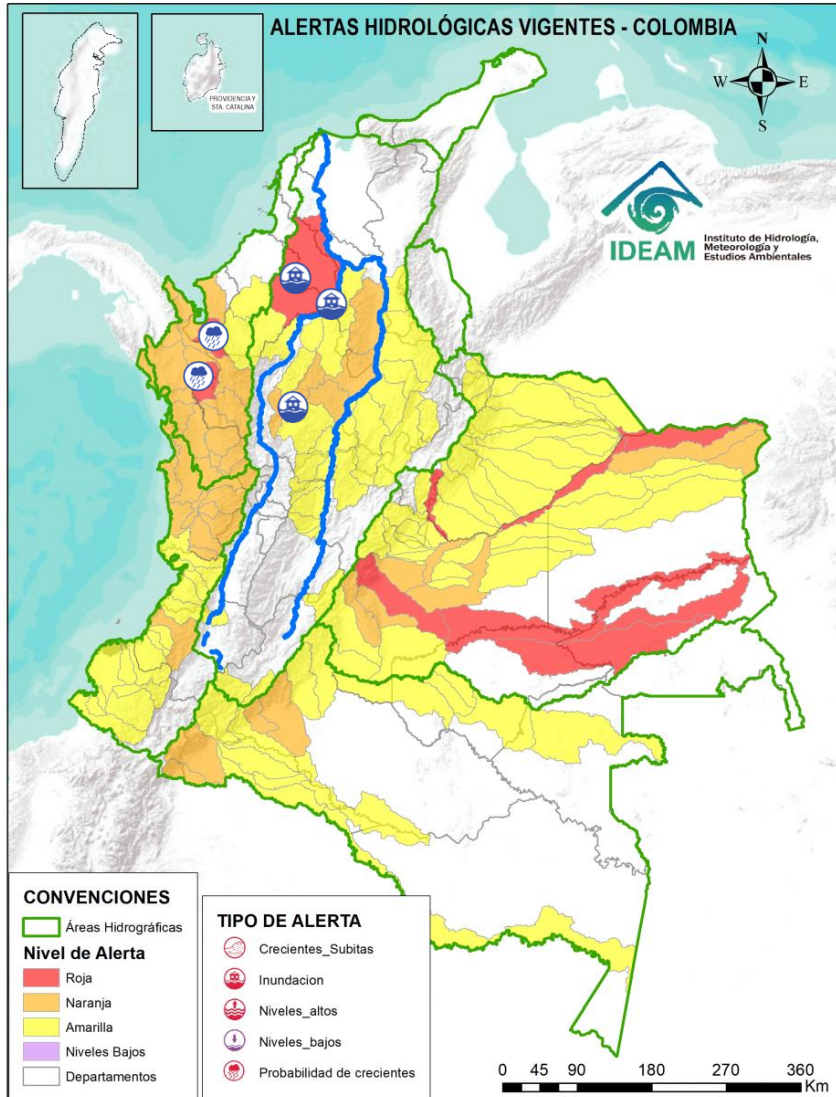 ALERTAS HIDROLÓGICAS VIGENTES - COLOMBIA
PROVIDENCIA Y
STA. CATALINA
N
W
E
S
IDEAM
Instituto de Hidrología,
Meteorología y
Estudios Ambientales
CONVENCIONES
Áreas Hidrográficas
Nivel de Alerta
Roja
Naranja
Amarilla
Niveles Bajos
Departamentos
TIPO DE ALERTA
Crecientes_Subitas
Inundacion
Niveles_altos
Niveles_bajos
Probabilidad de crecientes
0 45 90 180 270 360
Km